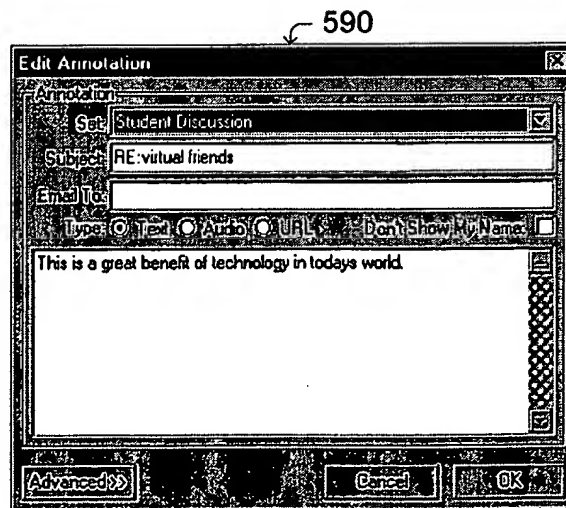 590
Edit Annotation
Annotation
Set: Student Discussion
Subject: RE:virtual friends
Email To:
Type: Text Audio URL Don't Show My Name:
This is a great benefit of technology in todays world.
Advanced >> Cancel OK